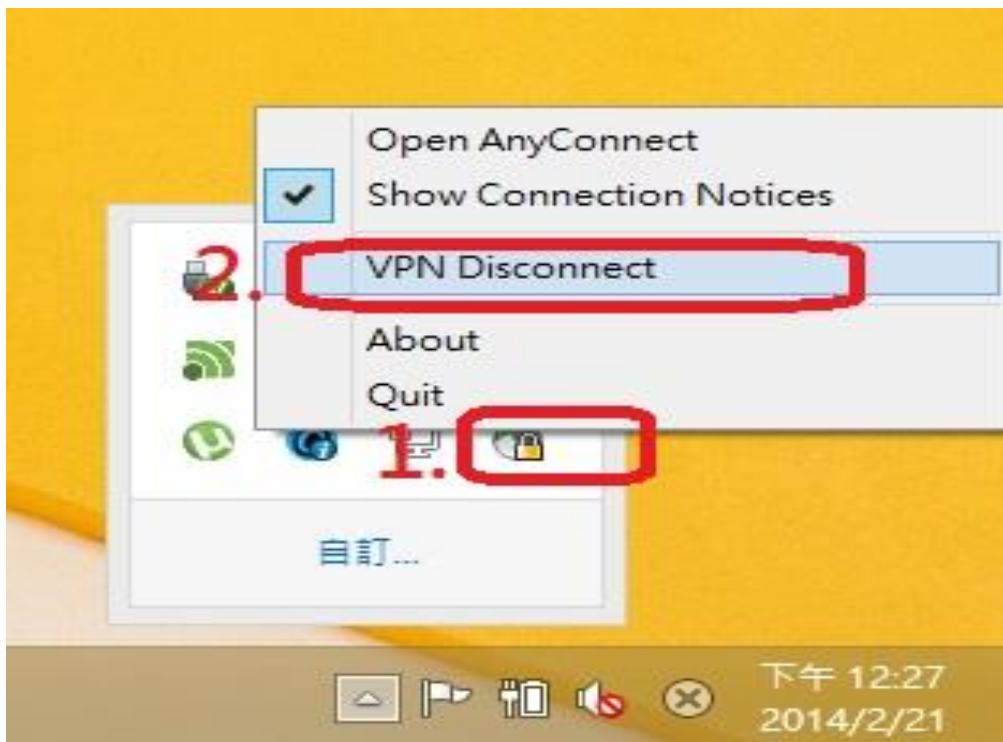 Open AnyConnect
Show Connection Notices
2.
VPN Disconnect
About
Quit
1.
自訂...
下午 12:27
2014/2/21